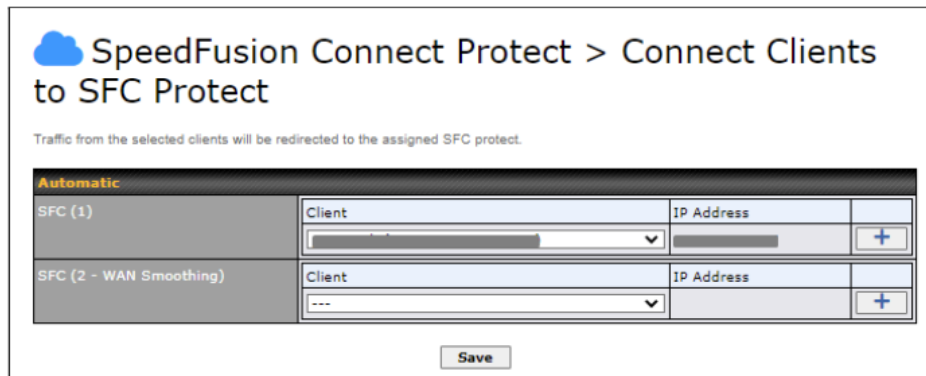 SpeedFusion Connect Protect > Connect Clients
to SFC Protect
Traffic from the selected clients will be redirected to the assigned SFC protect.
Automatic
SFC (1)
Client
IP Address
+
SFC (2 - WAN Smoothing)
Client
IP Address
---
+
Save